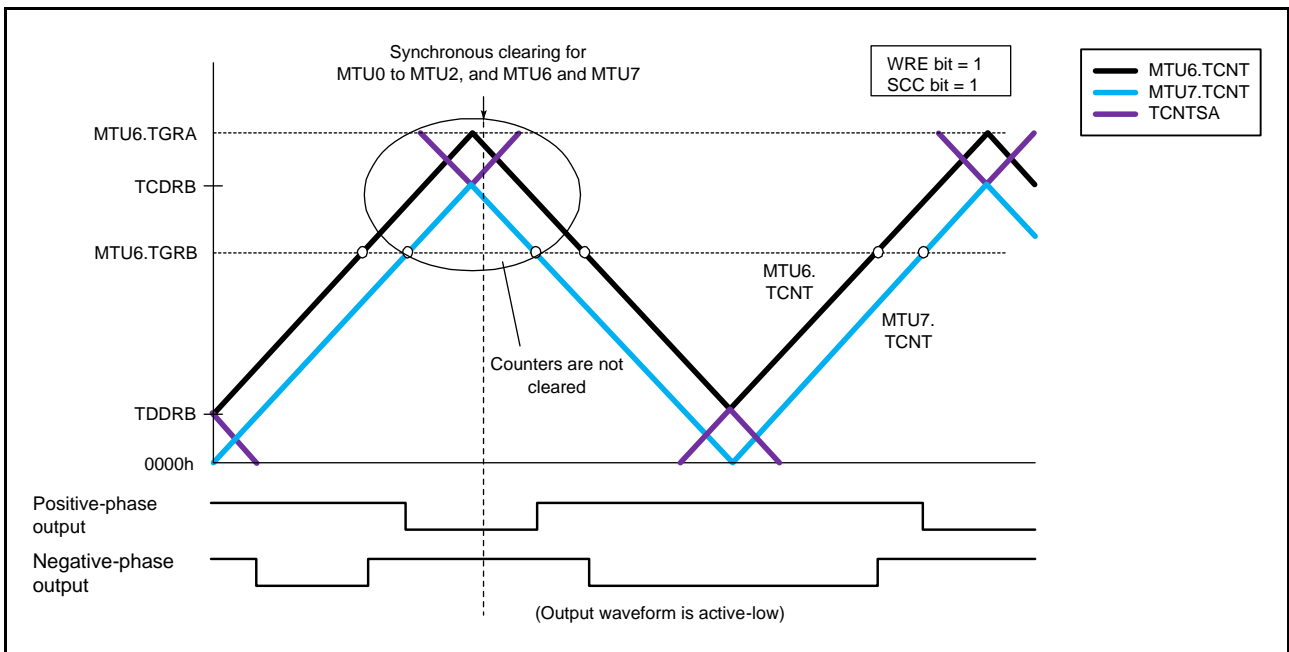 Synchronous clearing for
MTU0 to MTU2, and MTU6 and MTU7
WRE bit = 1
SCC bit = 1
MTU6.TCNT
MTU7.TCNT
TCNTSA
MTU6.TGRA
TCDRB
MTU6.TGRB
MTU6.
TCNT
MTU7.
TCNT
Counters are not
cleared
TDDRB
0000h
Positive-phase
output
Negative-phase
output
(Output waveform is active-low)